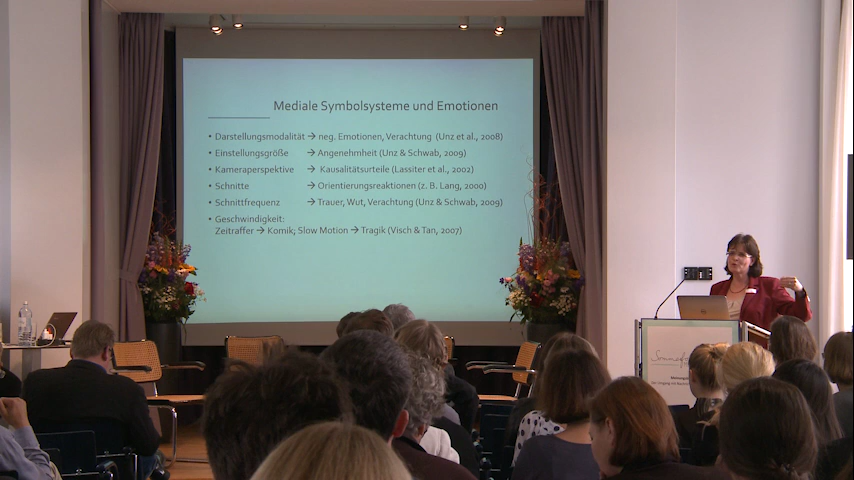 Mediale Symbolsysteme und Emotionen
• Darstellungsmodalität → neg. Emotionen, Verachtung (Unz et al., 2008)
• Einstellungsgröße → Angenehmheit (Unz & Schwab, 2009)
• Kameraperspektive → Kausalitätsurteile (Lassiter et al., 2002)
• Schnitte → Orientierungsreaktionen (z. B. Lang, 2000)
• Schnittfrequenz → Trauer, Wut, Verachtung (Unz & Schwab, 2009)
• Geschwindigkeit:
Zeitraffer → Komik; Slow Motion → Tragik (Visch & Tan, 2007)